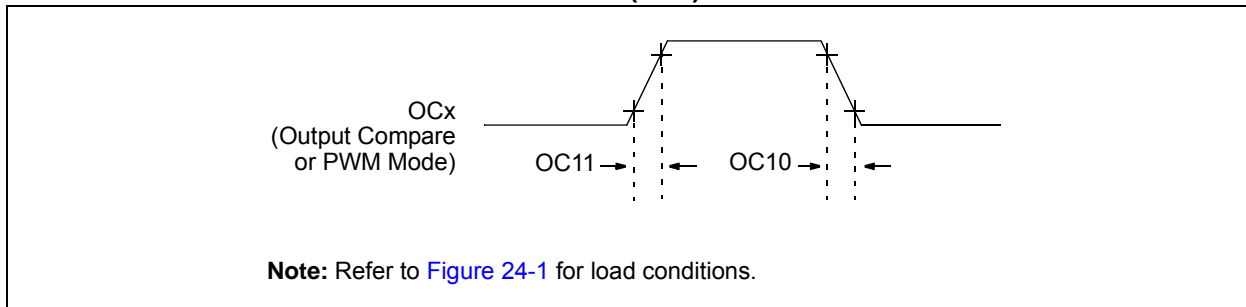 OCx
(Output Compare
or PWM Mode)
OC11
OC10
Note: Refer to Figure 24-1 for load conditions.